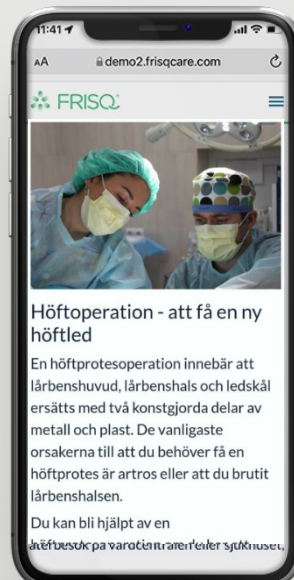 11:41
AA demo2.frisqcare.com
FRISQ
Höftoperation - att få en ny
höftled
En höftprotesoperation innebär att
lårbenshuvud, lårbenshals och ledskål
ersätts med två konstgjorda delar av
metall och plast. De vanligaste
orsakerna till att du behöver få en
höftprotes är artros eller att du brutit
lårbenshalsen.
Du kan bli hjälpt av en